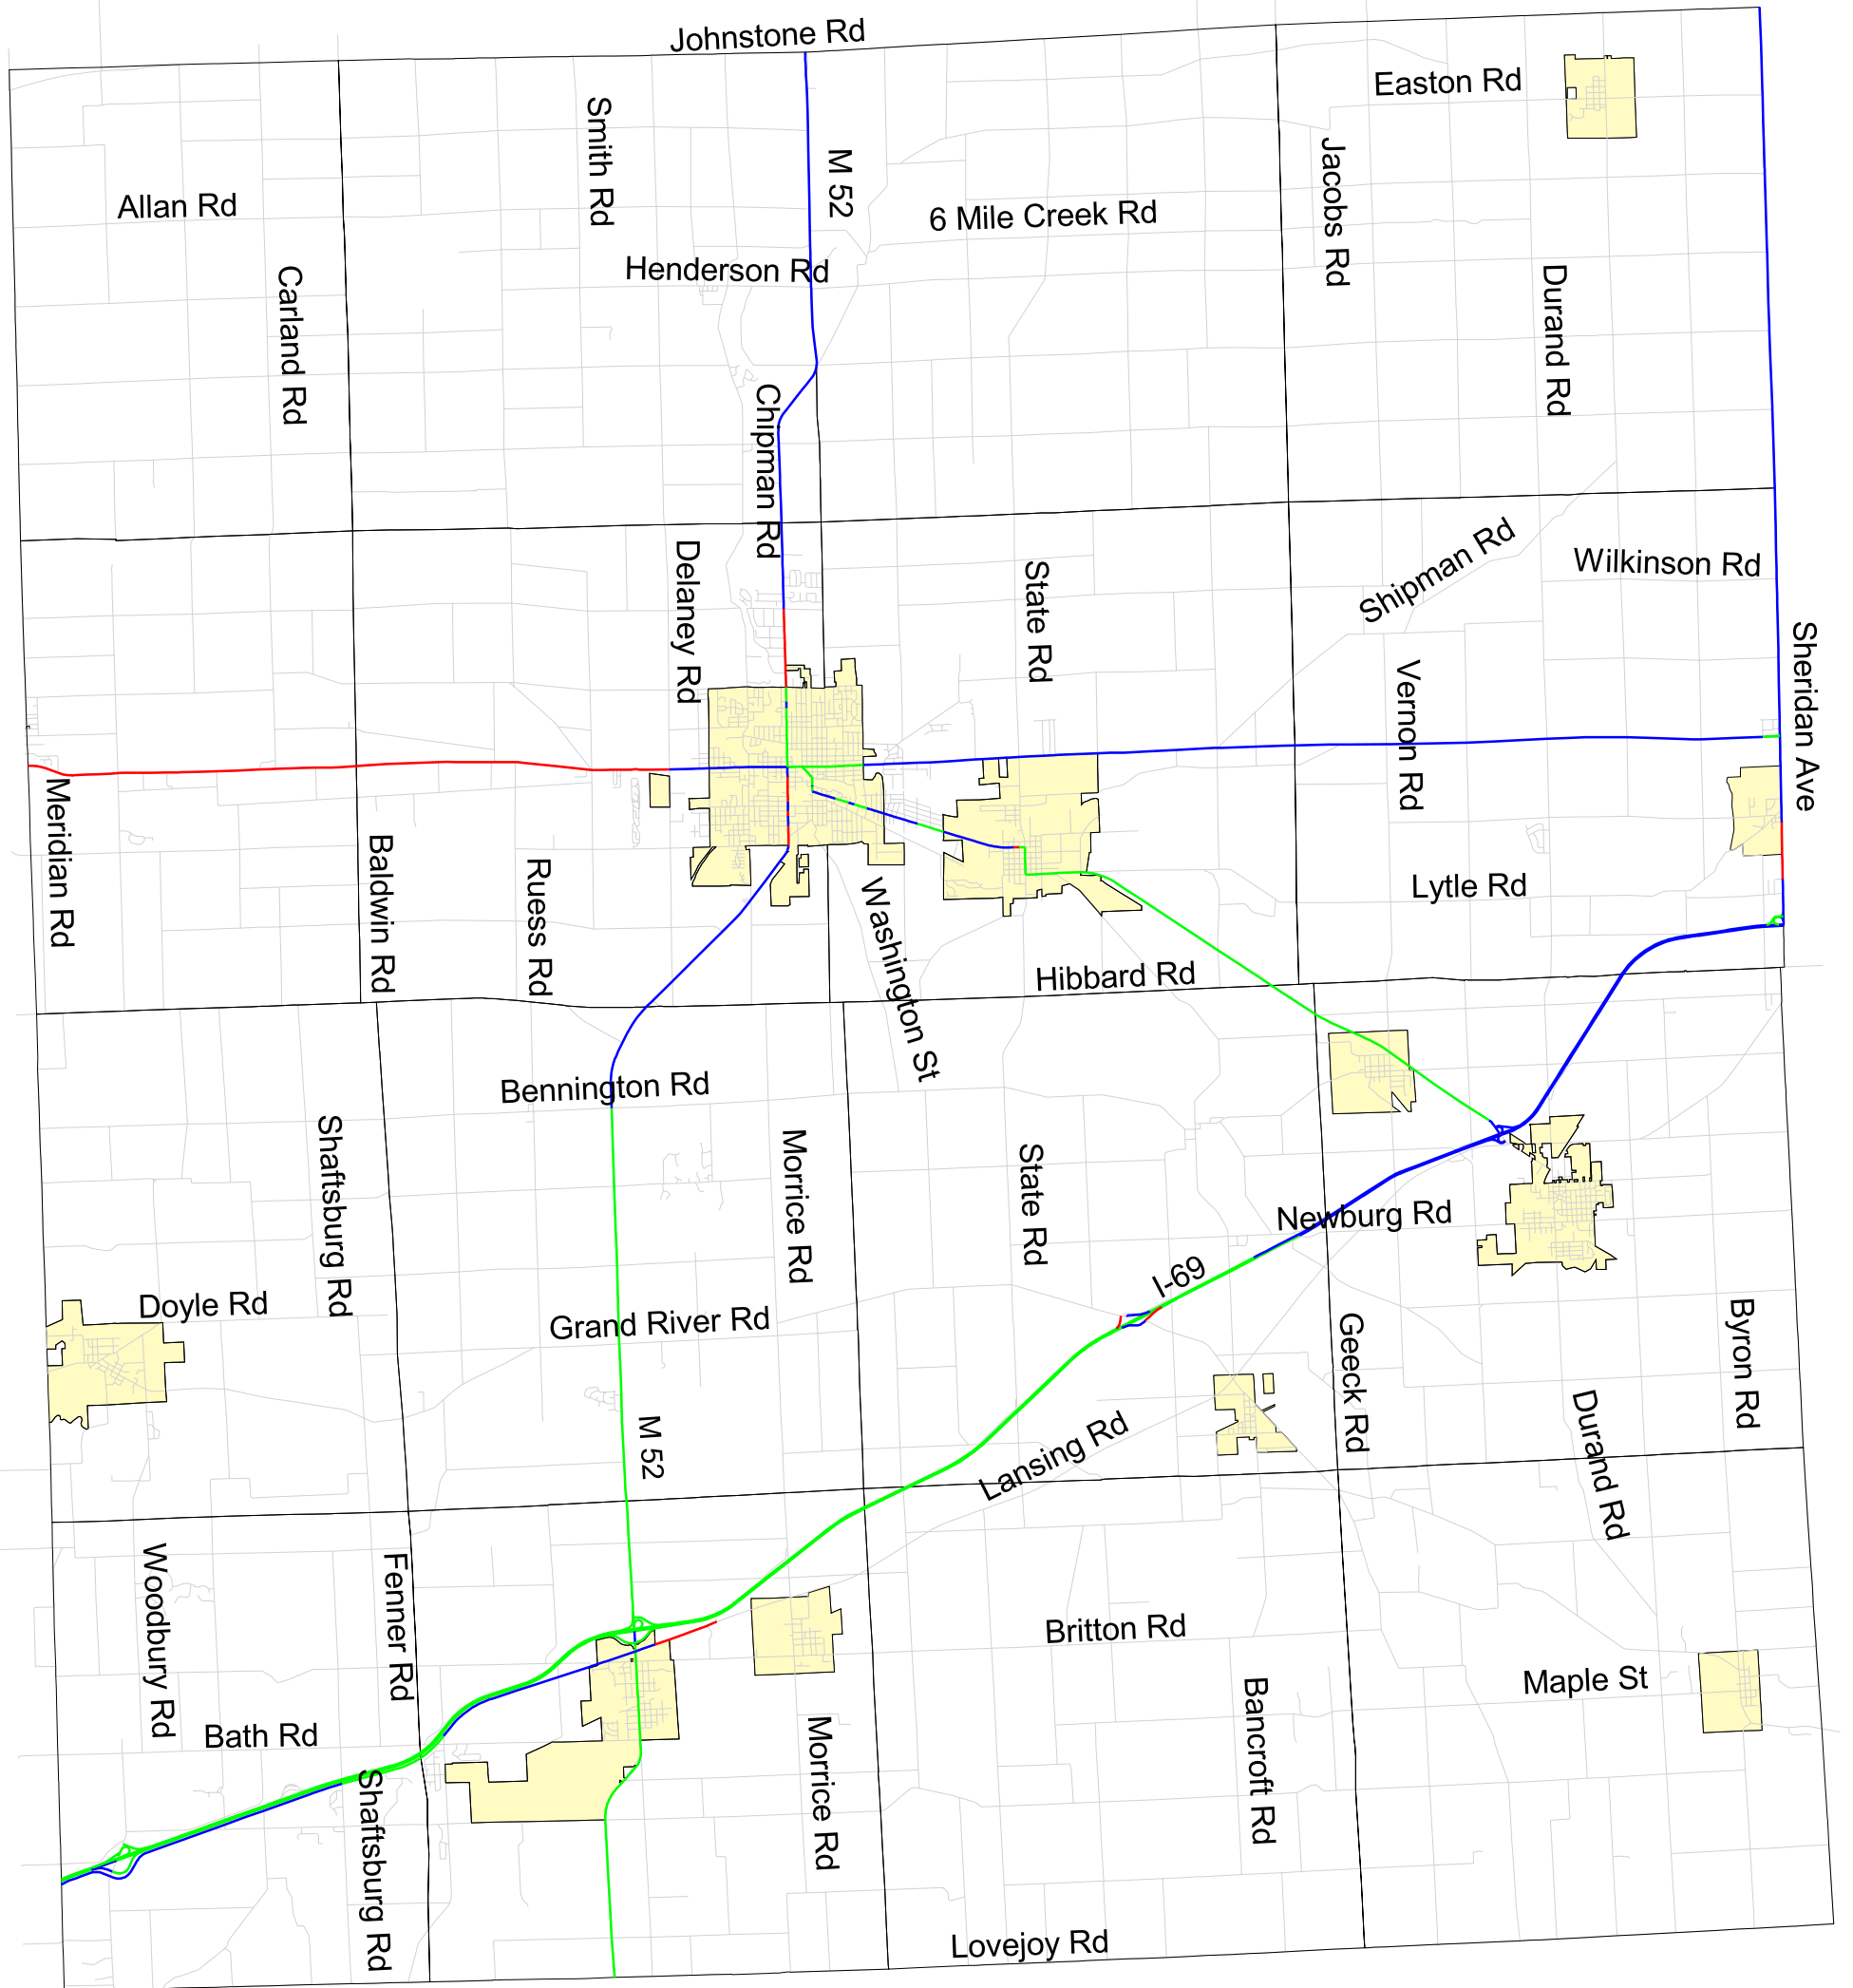 Johnstone Rd
Easton Rd
Smith Rd
M 52
Jacobs Rd
Allan Rd
6 Mile Creek Rd
Henderson Rd
Carland Rd
Durand Rd
Chipman Rd
Shipman Rd
Wilkinson Rd
Delaney Rd
State Rd
Sheridan Ave
Vernon Rd
Meridian Rd
Baldwin Rd
Ruess Rd
Washington St
Lytle Rd
Hibbard Rd
Bennington Rd
Shaftsburg Rd
Morrice Rd
State Rd
Newburg Rd
I-69
Doyle Rd
Grand River Rd
Geeck Rd
Byron Rd
M 52
Lansing Rd
Durand Rd
Woodbury Rd
Fenner Rd
Britton Rd
Maple St
Bancroft Rd
Bath Rd
Morrice Rd
Shaftsburg Rd
Lovejoy Rd